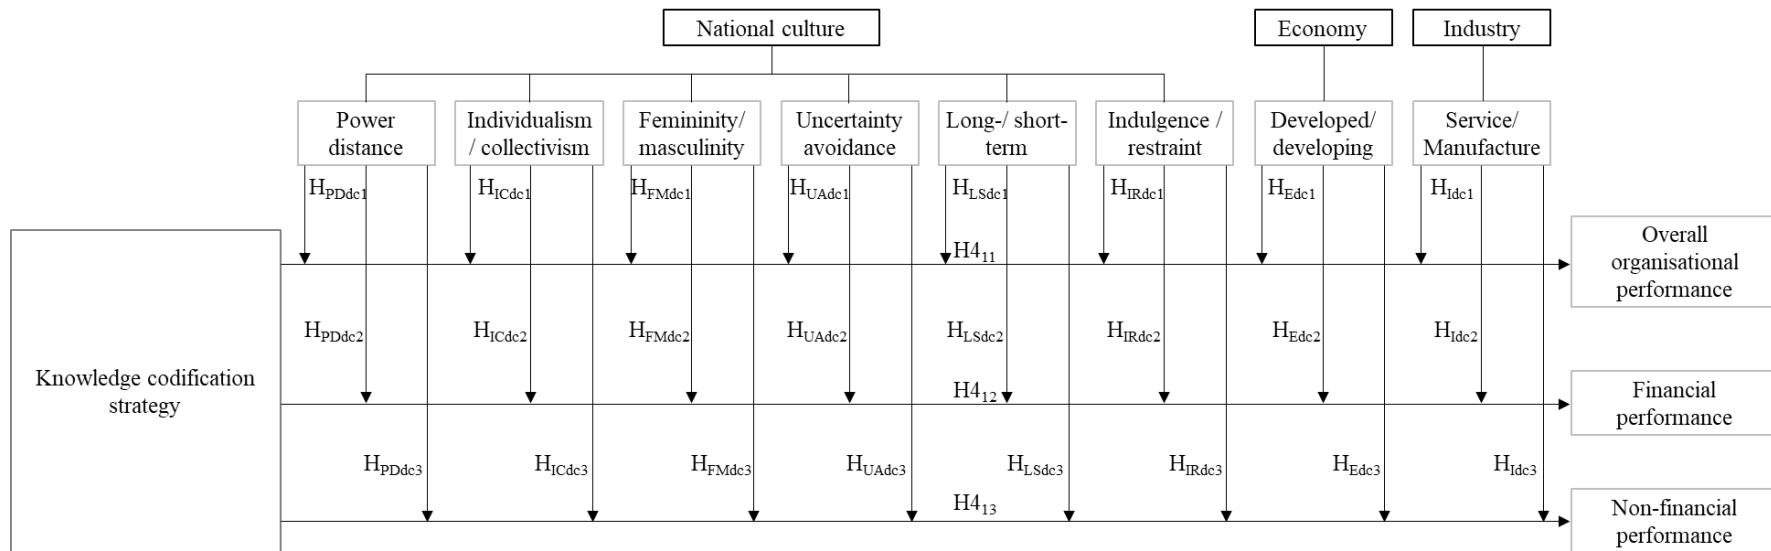 National culture
Economy
Industry
Power
distance
Individualism
/ collectivism
Femininity/
masculinity
Uncertainty
avoidance
Long-/ short-
term
Indulgence /
restraint
Developed/
developing
Service/
Manufacture
HPDdc1
HICdc1
HFMdc1
HUAdc1
HLSdc1
HIRdc1
HEdc1
HIdc1
Knowledge codification
strategy
H411
Overall
organisational
performance
HPDdc2
HICdc2
HFMdc2
HUAdc2
HLSdc2
HIRdc2
HEdc2
HIdc2
H412
Financial
performance
HPDdc3
HICdc3
HFMdc3
HUAdc3
HLSdc3
HIRdc3
HEdc3
HIdc3
H413
Non-financial
performance